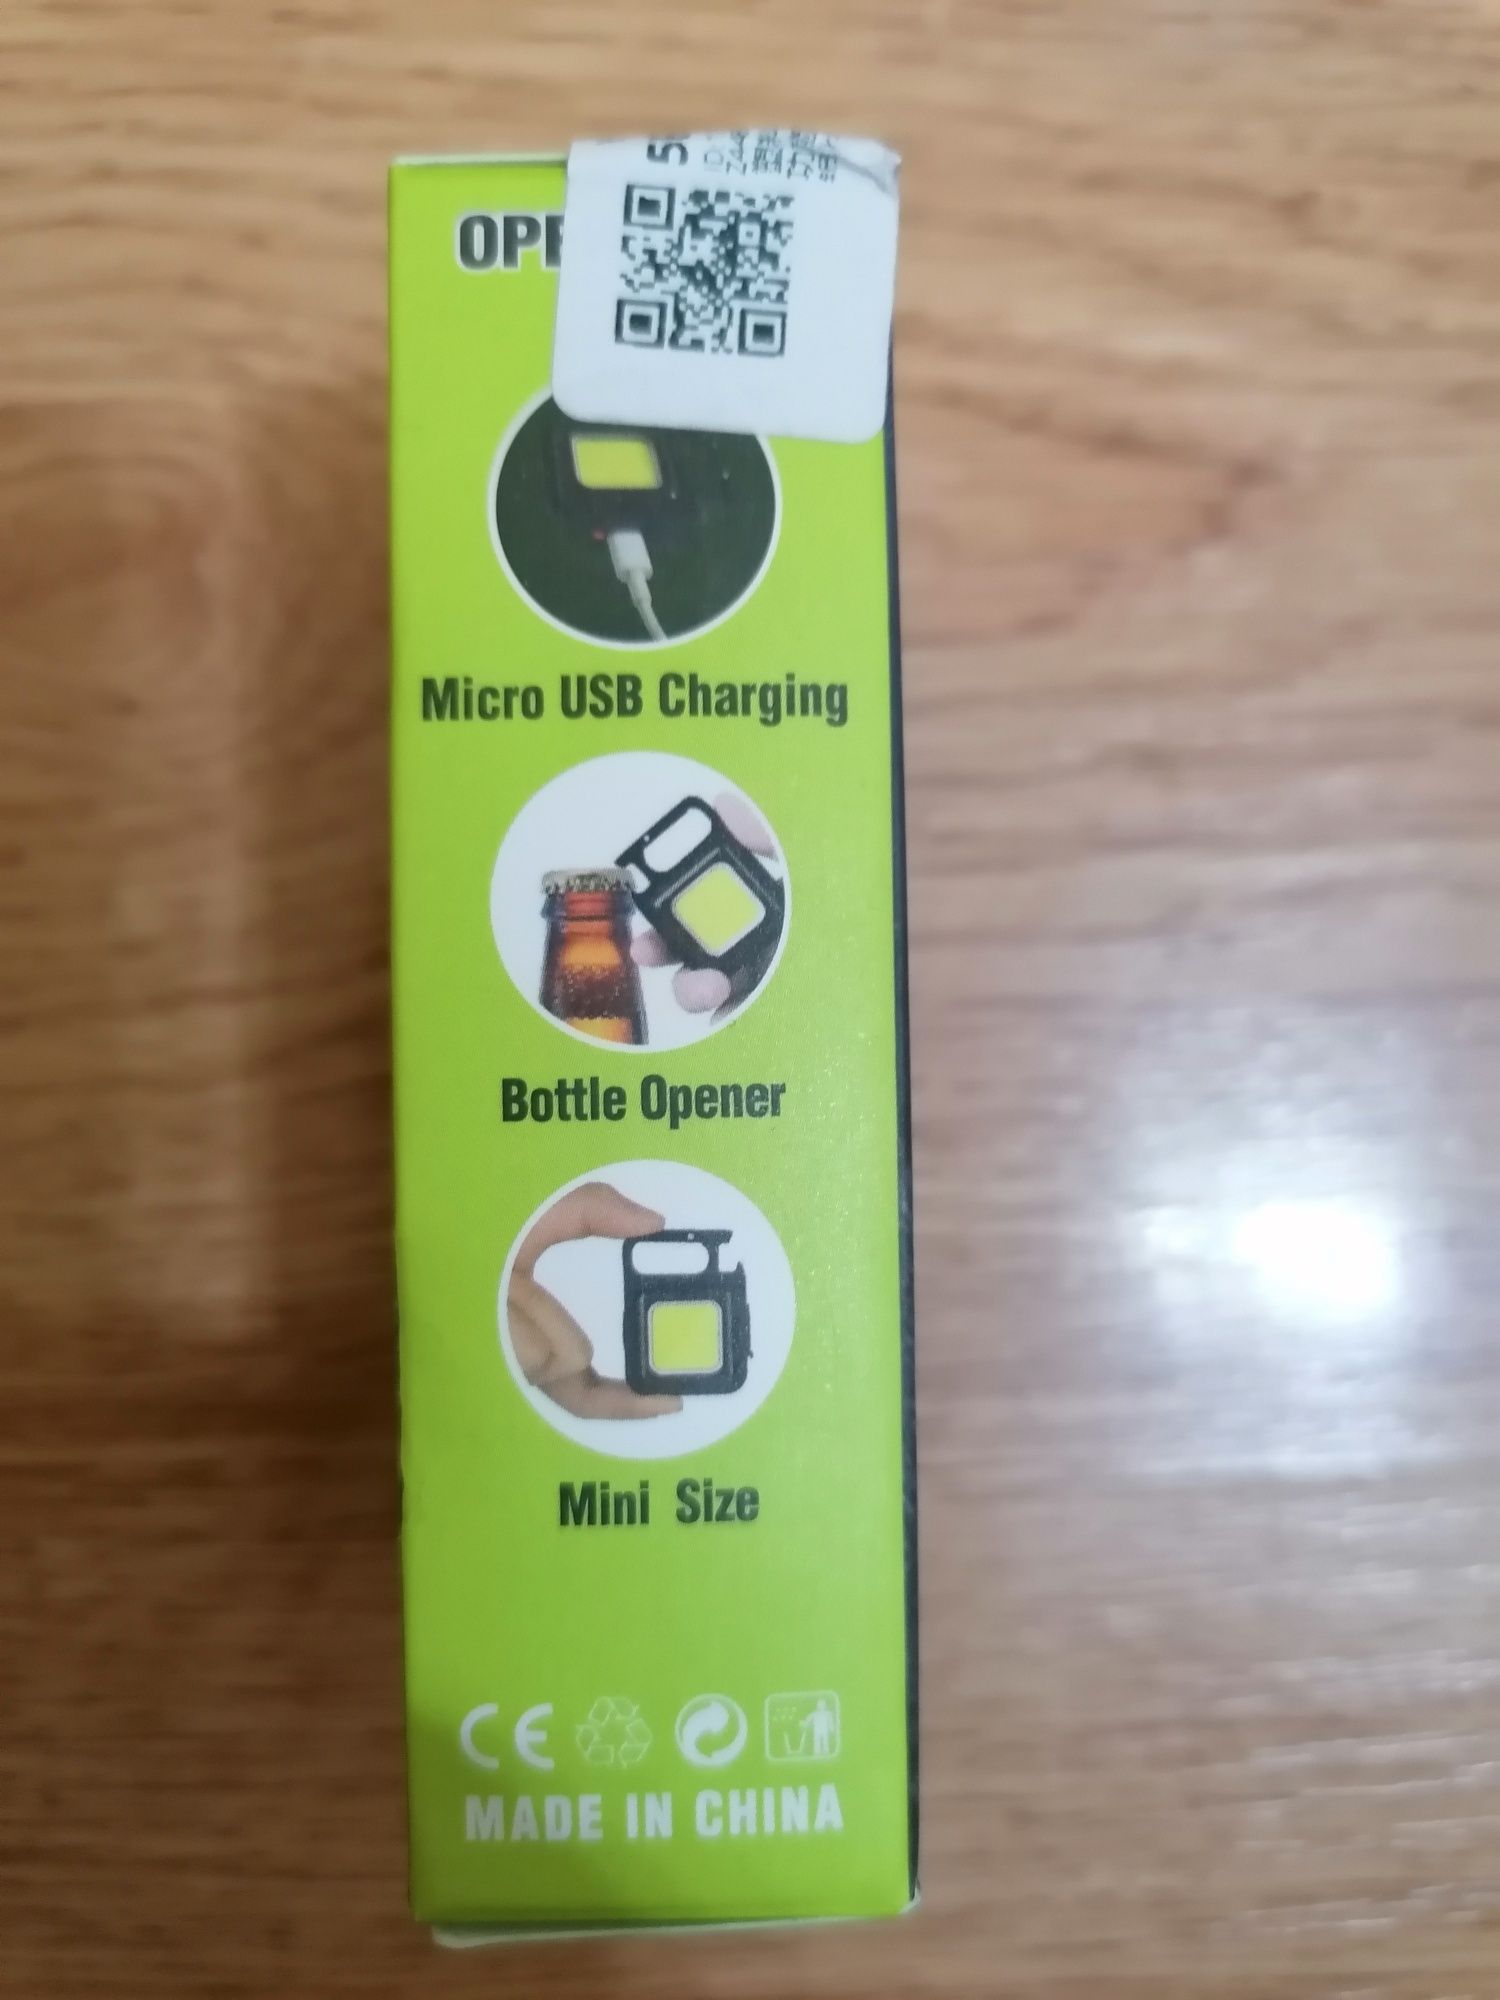 Micro USB Charging
Bottle Opener
Mini Size
CE
MADE IN CHINA